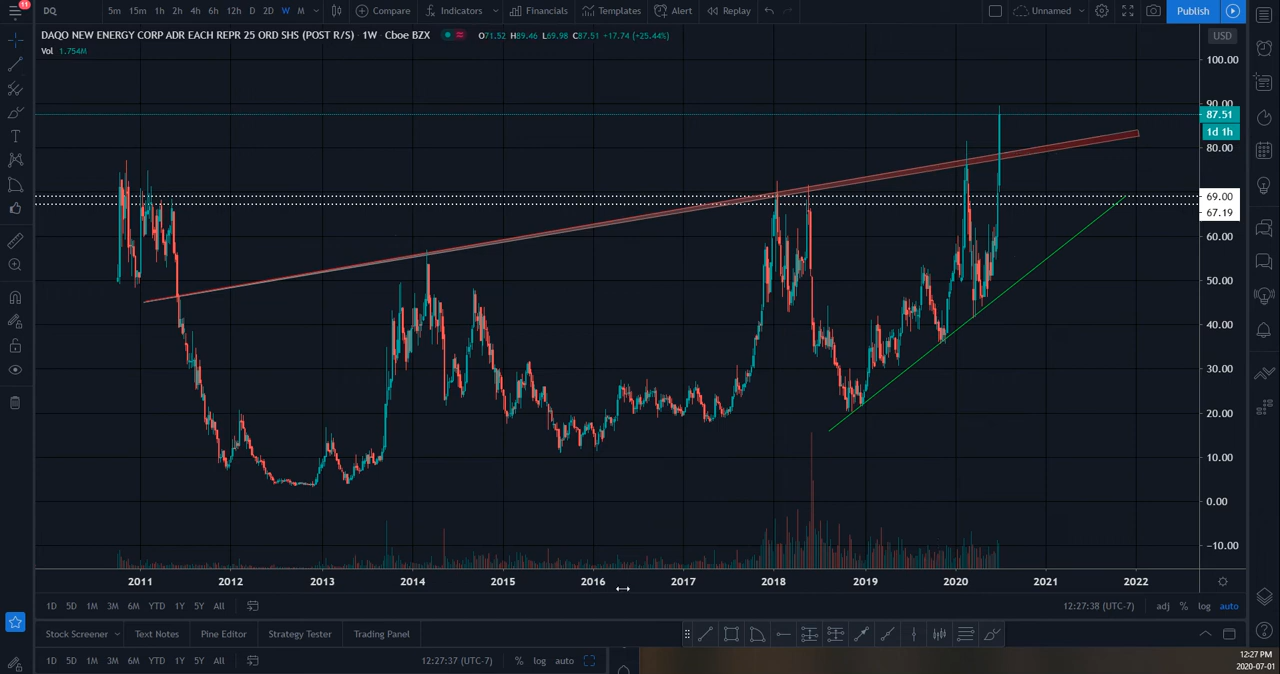 11
DQ 5m 15m 1h 2h 4h 6h 12h D 2D W M Compare Indicators Financials Templates Alert Replay Unnamed Publish
DAQO NEW ENERGY CORP ADR EACH REPR 25 ORD SHS (POST R/S) · 1W · Cboe BZX O71.52 H89.46 L69.98 C87.51 +17.74 (+25.44%)
USD
Vol 1.754M
100.00
90.00
87.51
1d 1h
80.00
69.00
67.19
60.00
50.00
40.00
30.00
20.00
10.00
0.00
−10.00
2011 2012 2013 2014 2015 2016 2017 2018 2019 2020 2021 2022
1D 5D 1M 3M 6M YTD 1Y 5Y All 12:27:38 (UTC-7) adj % log auto
Stock Screener Text Notes Pine Editor Strategy Tester Trading Panel
1D 5D 1M 3M 6M YTD 1Y 5Y All 12:27:37 (UTC-7) % log auto
12:27 PM
2020-07-01